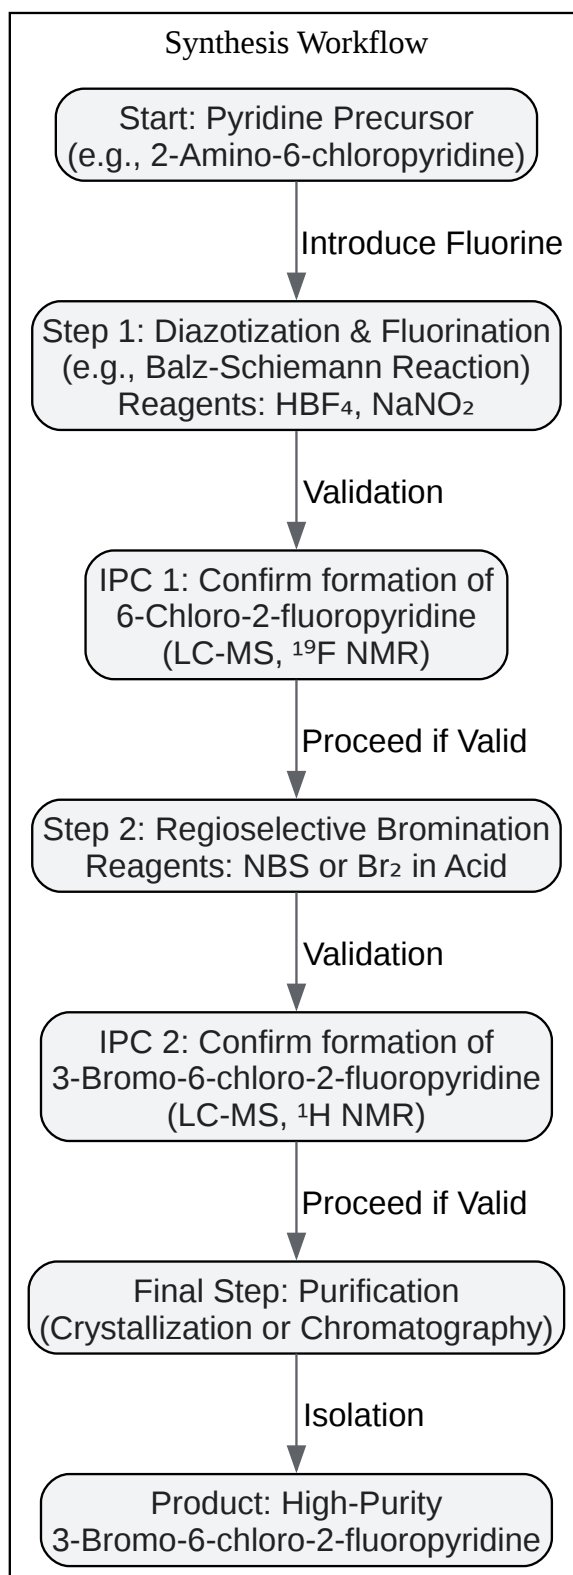 Synthesis Workflow
Start: Pyridine Precursor
(e.g., 2-Amino-6-chloropyridine)
Introduce Fluorine
Step 1: Diazotization & Fluorination
(e.g., Balz-Schiemann Reaction)
Reagents: HBF₄, NaNO₂
Validation
IPC 1: Confirm formation of
6-Chloro-2-fluoropyridine
(LC-MS, ¹⁹F NMR)
Proceed if Valid
Step 2: Regioselective Bromination
Reagents: NBS or Br₂ in Acid
Validation
IPC 2: Confirm formation of
3-Bromo-6-chloro-2-fluoropyridine
(LC-MS, ¹H NMR)
Proceed if Valid
Final Step: Purification
(Crystallization or Chromatography)
Isolation
Product: High-Purity
3-Bromo-6-chloro-2-fluoropyridine